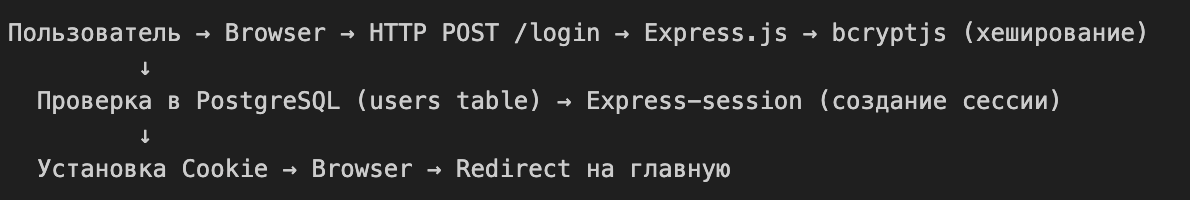 Пользователь → Browser → HTTP POST /login → Express.js → bcryptjs (хеширование)
↓
Проверка в PostgreSQL (users table) → Express-session (создание сессии)
↓
Установка Cookie → Browser → Redirect на главную